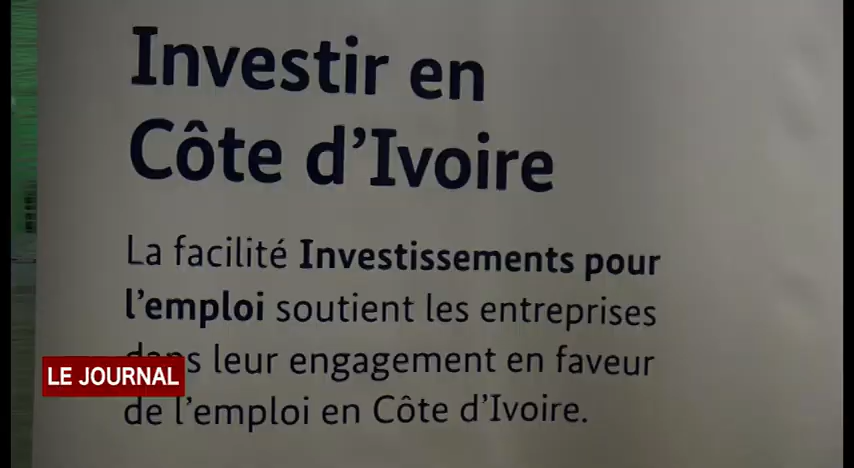 Investir en
Côte d’Ivoire
La facilité Investissements pour
l’emploi soutient les entreprises
dans leur engagement en faveur
LE JOURNAL
de l’emploi en Côte d’Ivoire.